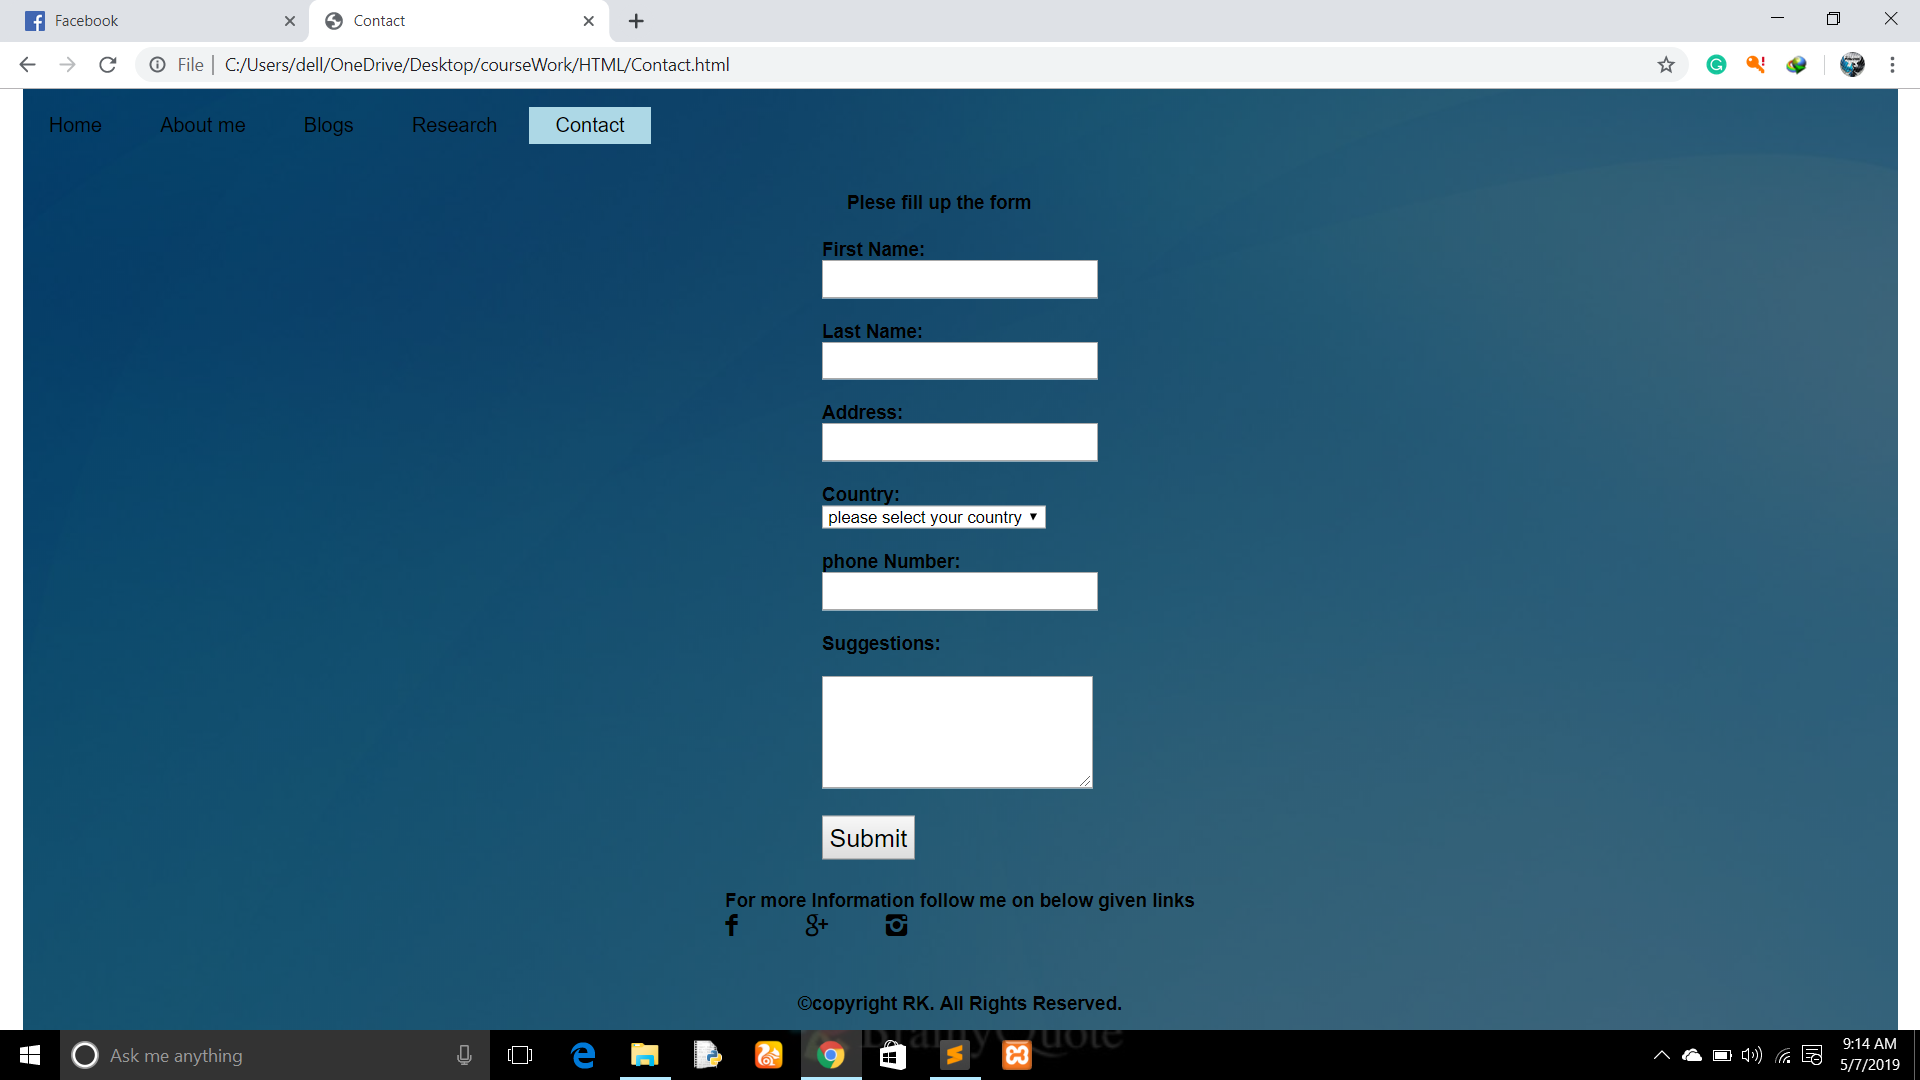 Facebook
Contact
File
C:/Users/dell/OneDrive/Desktop/courseWork/HTML/Contact.html
Home About me Blogs Research Contact
Plese fill up the form
First Name:
Last Name:
Address:
Country:
please select your country
phone Number:
Suggestions:
Submit
For more Information follow me on below given links
f g+
©copyright RK. All Rights Reserved.
BrainyQuote
Ask me anything
9:14 AM
5/7/2019